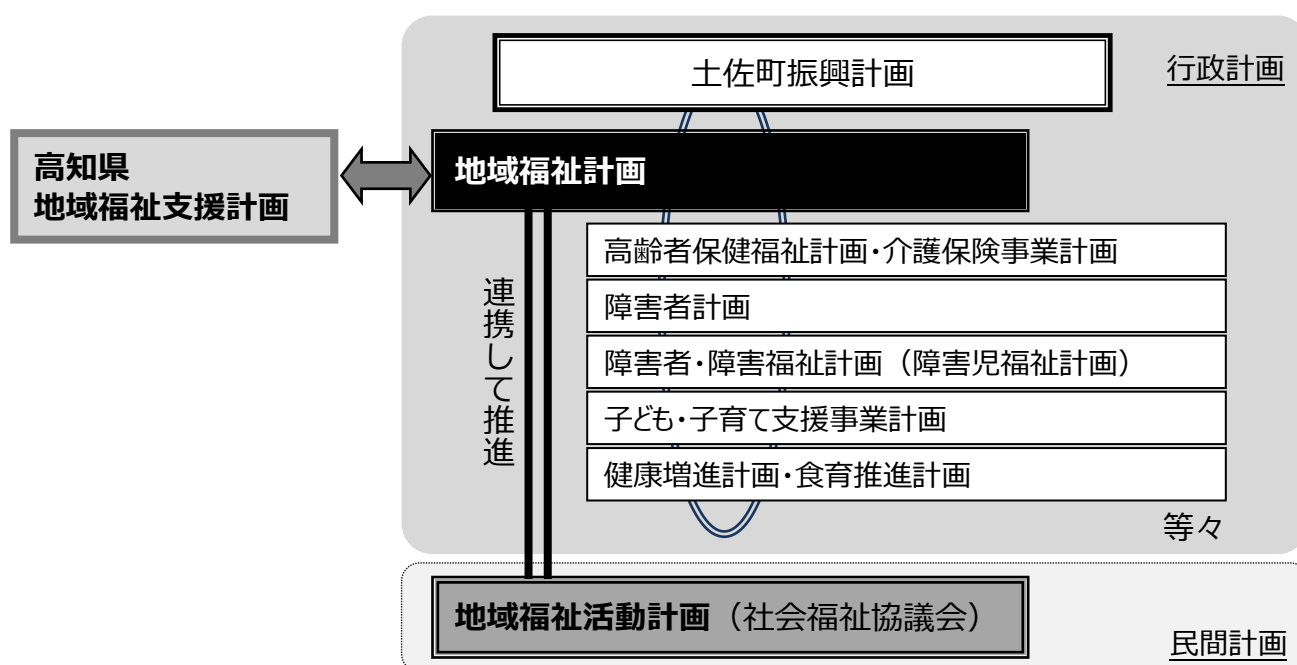 土佐町振興計画
行政計画
高知県
地域福祉支援計画
地域福祉計画
連携して推進
高齢者保健福祉計画・介護保険事業計画
障害者計画
障害者・障害福祉計画（障害児福祉計画）
子ども・子育て支援事業計画
健康増進計画・食育推進計画
等々
地域福祉活動計画（社会福祉協議会）
民間計画